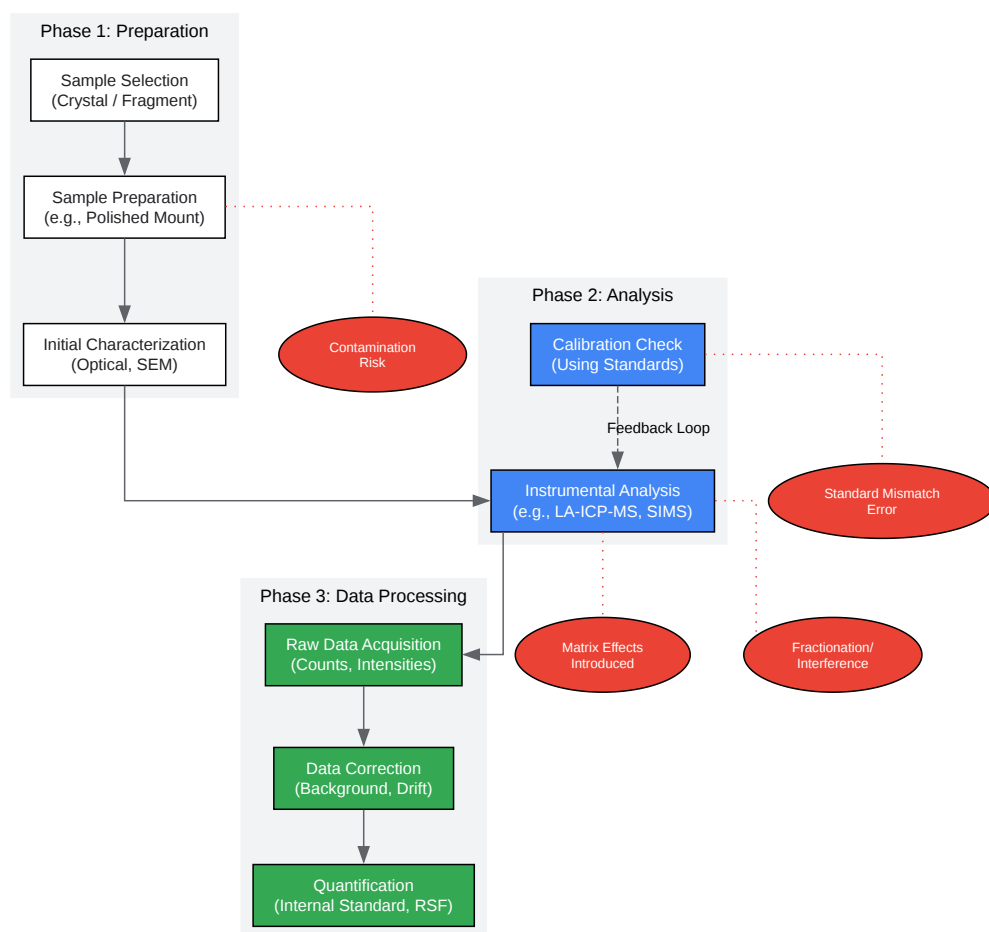 Phase 1: Preparation
Sample Selection
(Crystal / Fragment)
Sample Preparation
(e.g., Polished Mount)
Initial Characterization
(Optical, SEM)
Contamination
Risk
Phase 2: Analysis
Calibration Check
(Using Standards)
Feedback Loop
Instrumental Analysis
(e.g., LA-ICP-MS, SIMS)
Standard Mismatch
Error
Phase 3: Data Processing
Raw Data Acquisition
(Counts, Intensities)
Matrix Effects
Introduced
Fractionation/
Interference
Data Correction
(Background, Drift)
Quantification
(Internal Standard, RSF)